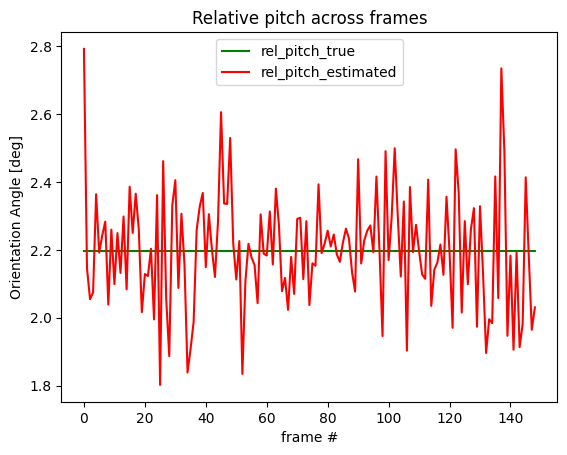 Relative pitch across frames
rel_pitch_true
rel_pitch_estimated
Orientation Angle [deg]
2.8
2.6
2.4
2.2
2.0
1.8
0 20 40 60 80 100 120 140
frame #